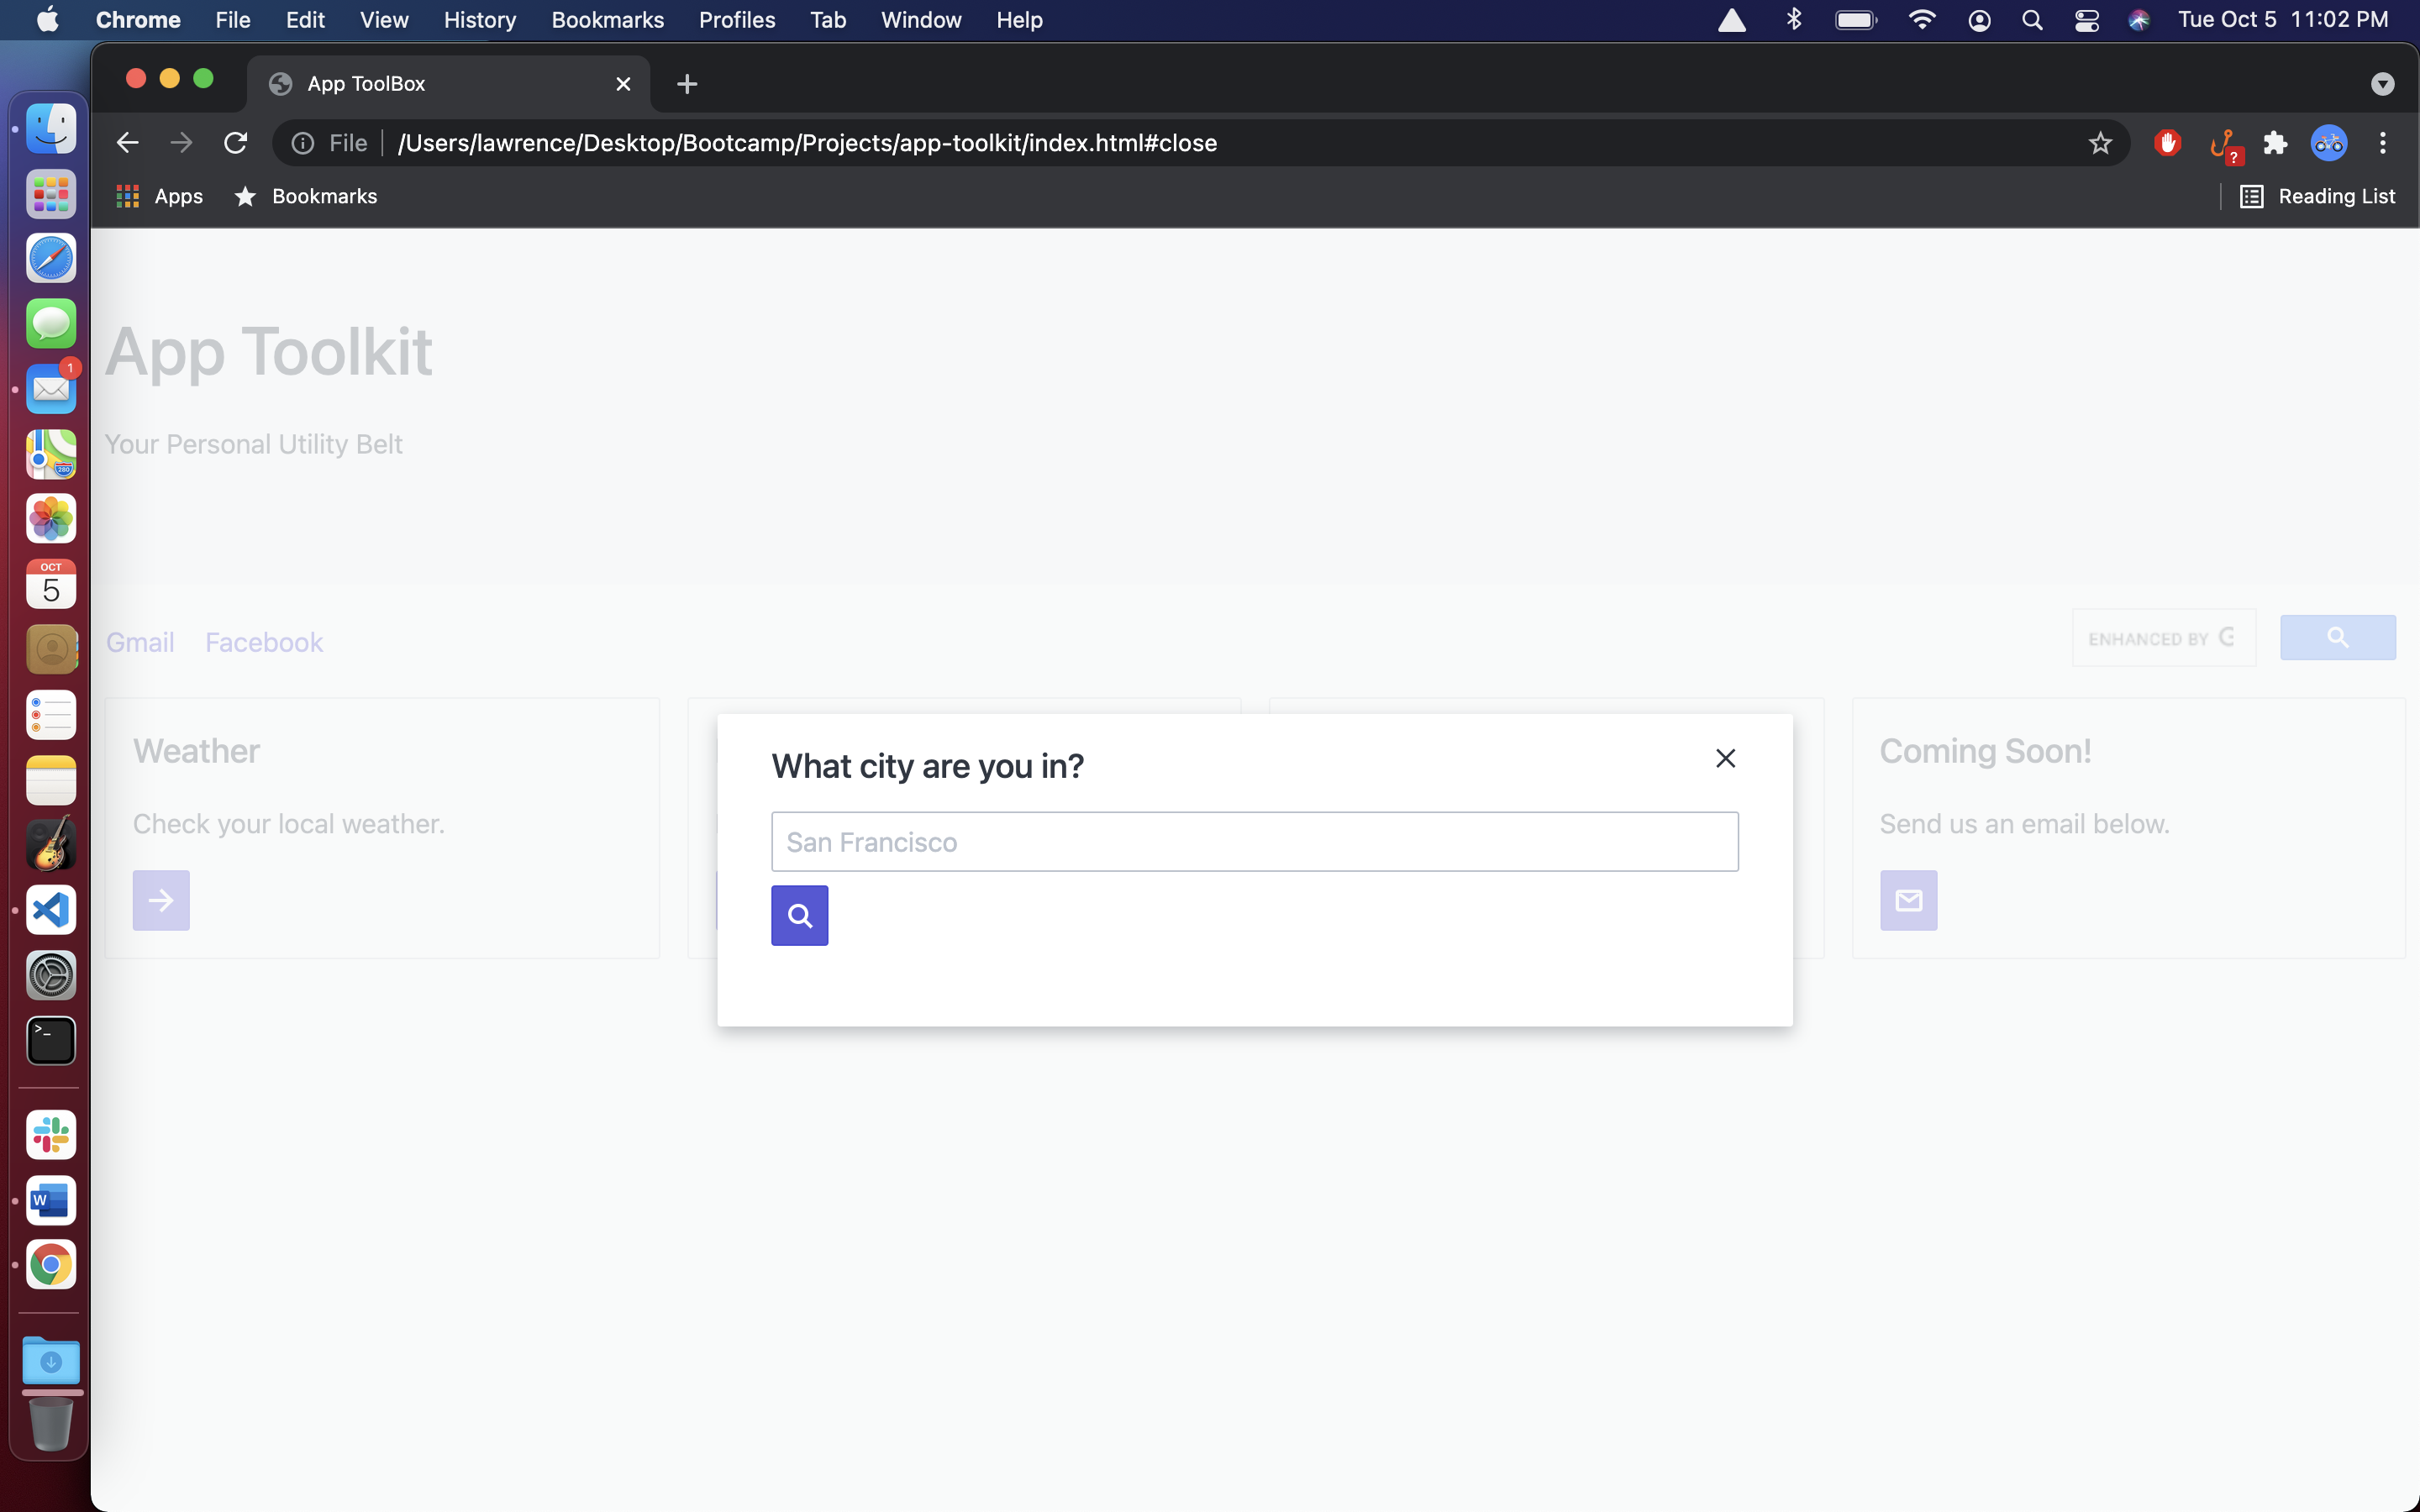 Chrome File Edit View History Bookmarks Profiles Tab Window Help Tue Oct 5 11:02 PM
App ToolBox
File /Users/lawrence/Desktop/Bootcamp/Projects/app-toolkit/index.html#close
?
Apps Bookmarks Reading List
App Toolkit
1
Your Personal Utility Belt
280
OCT
5
Gmail Facebook ENHANCED BY G
Weather
Check your local weather.
What city are you in?
San Francisco
Coming Soon!
Send us an email below.
>_
W